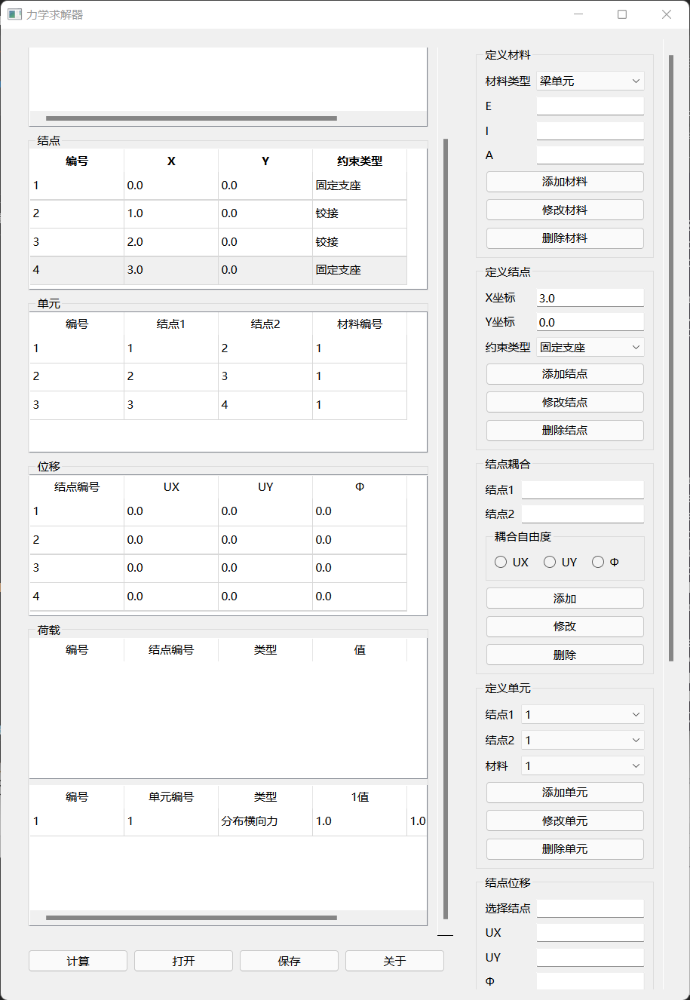 力学求解器
结点
编号 X Y 约束类型
1 0.0 0.0 固定支座
2 1.0 0.0 铰接
3 2.0 0.0 铰接
4 3.0 0.0 固定支座
单元
编号 结点1 结点2 材料编号
1 1 2 1
2 2 3 1
3 3 4 1
位移
结点编号 UX UY Φ
1 0.0 0.0 0.0
2 0.0 0.0 0.0
3 0.0 0.0 0.0
4 0.0 0.0 0.0
荷载
编号 结点编号 类型 值
编号 单元编号 类型 1值
1 1 分布横向力 1.0 1.0
计算 打开 保存 关于
定义材料
材料类型 梁单元
E
I
A
添加材料
修改材料
删除材料
定义结点
X坐标 3.0
Y坐标 0.0
约束类型 固定支座
添加结点
修改结点
删除结点
结点耦合
结点1
结点2
耦合自由度
UX UY Φ
添加
修改
删除
定义单元
结点1 1
结点2 1
材料 1
添加单元
修改单元
删除单元
结点位移
选择结点
UX
UY
Φ